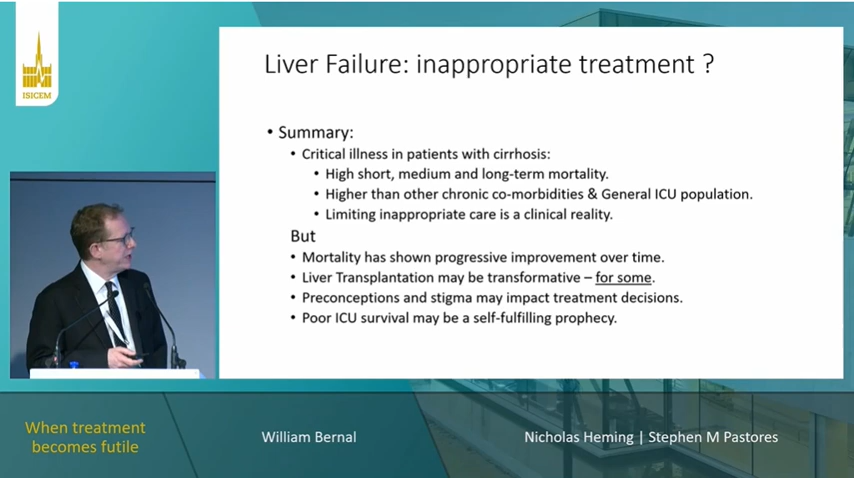 ISICEM
Liver Failure: inappropriate treatment ?
• Summary:
• Critical illness in patients with cirrhosis:
• High short, medium and long-term mortality.
• Higher than other chronic co-morbidities & General ICU population.
• Limiting inappropriate care is a clinical reality.
But
• Mortality has shown progressive improvement over time.
• Liver Transplantation may be transformative – for some.
• Preconceptions and stigma may impact treatment decisions.
• Poor ICU survival may be a self-fulfilling prophecy.
When treatment
becomes futile
William Bernal
Nicholas Heming | Stephen M Pastores